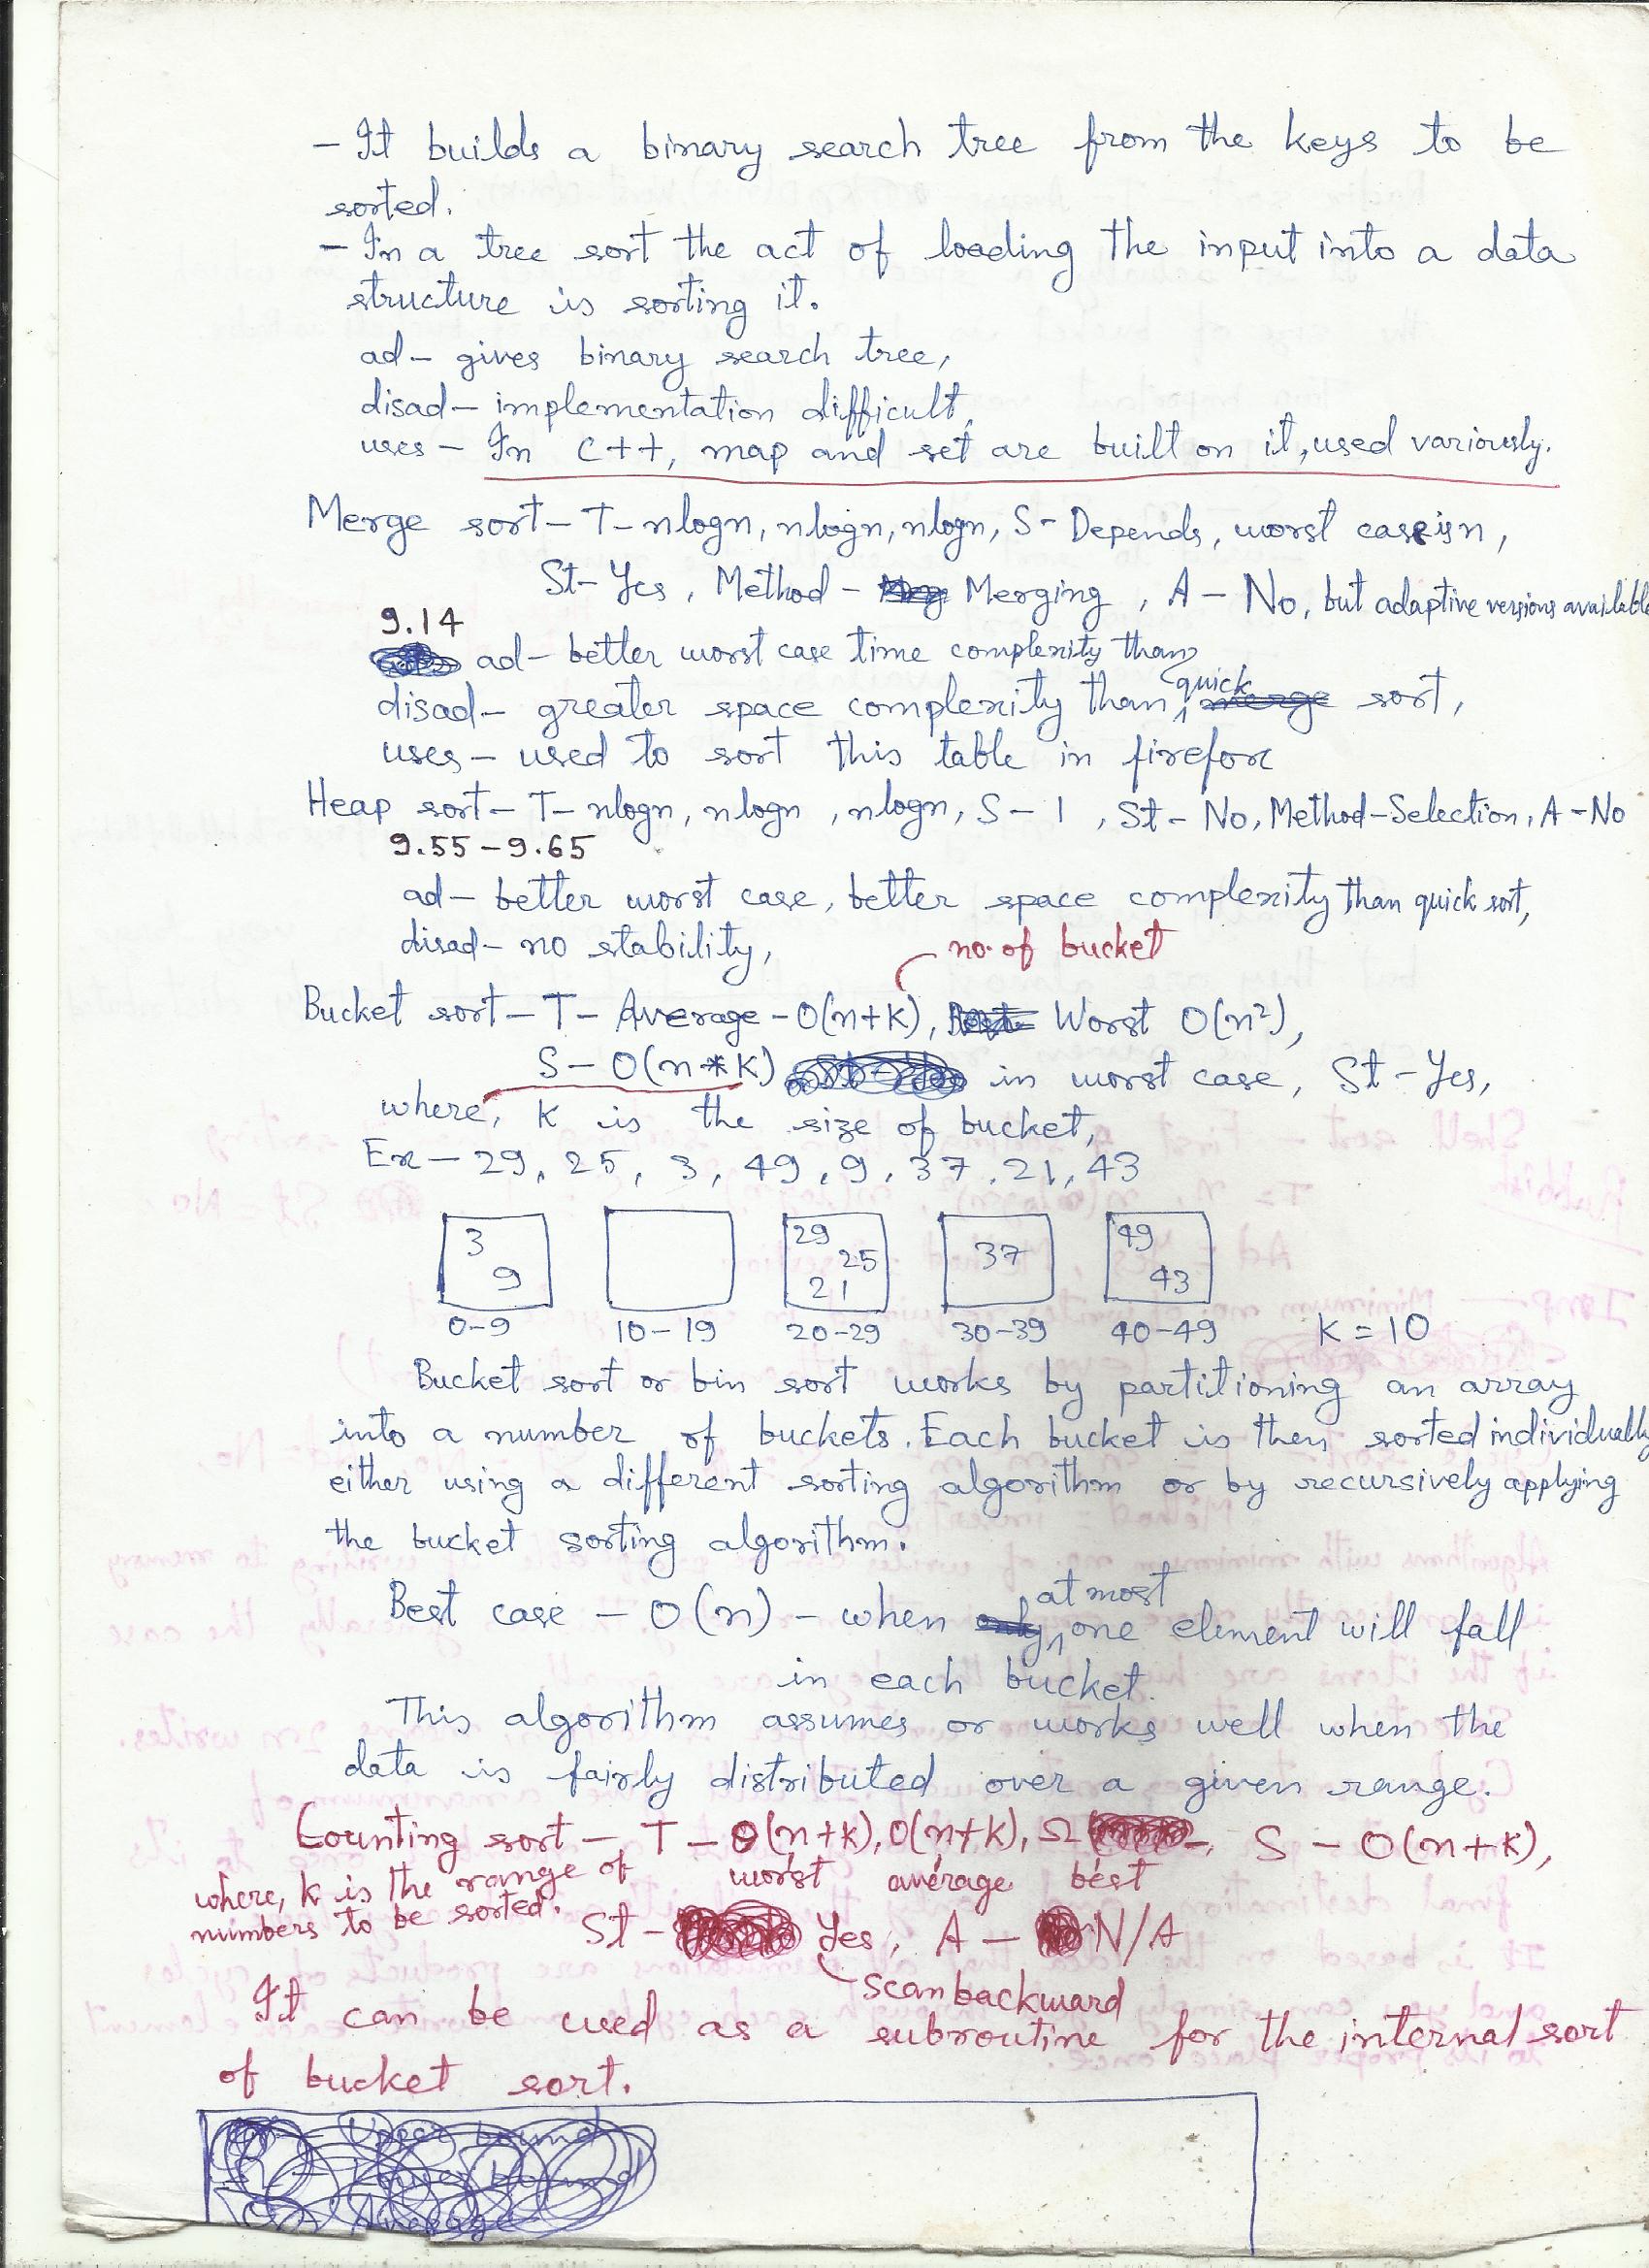 - It builds a binary search tree from the keys to be
sorted.
- In a tree sort the act of loading the input into a data
structure is sorting it.
ad - gives binary search tree,
disad - implementation difficult,
uses - In C++, map and set are built on it, used variously.
Merge sort - T - nlogn, nlogn, nlogn, S - Depends, worst case is n,
St - Yes, Method - Merging, A - No, but adaptive versions available
9.14
ad - better worst case time complexity than
disad - greater space complexity than quick sort,
uses - used to sort this table in firefox
Heap sort - T - nlogn, nlogn, nlogn, S - 1, St - No, Method - Selection, A - No
9.55 - 9.65
ad - better worst case, better space complexity than quick sort,
disad - no stability,
no. of bucket
Bucket sort - T - Average - O(n+k), Worst O(n²),
S - O(n*k) in worst case, St - Yes,
where, k is the size of bucket,
Ex - 29, 25, 3, 49, 9, 37, 21, 43
3 9
29 25 21
37
49 43
0-9 10-19 20-29 30-39 40-49 K = 10
Bucket sort or bin sort works by partitioning an array
into a number of buckets. Each bucket is then sorted individually
either using a different sorting algorithm or by recursively applying
the bucket sorting algorithm.
Best case - O(n) - when at most one element will fall
in each bucket.
This algorithm assumes or works well when the
data is fairly distributed over a given range.
Counting sort - T - O(n+k), O(n+k), Ω -, S - O(n+k),
worst average best
where, k is the range of
numbers to be sorted.
St - Yes, A - N/A
scan backward
It can be used as a subroutine for the internal sort
of bucket sort.